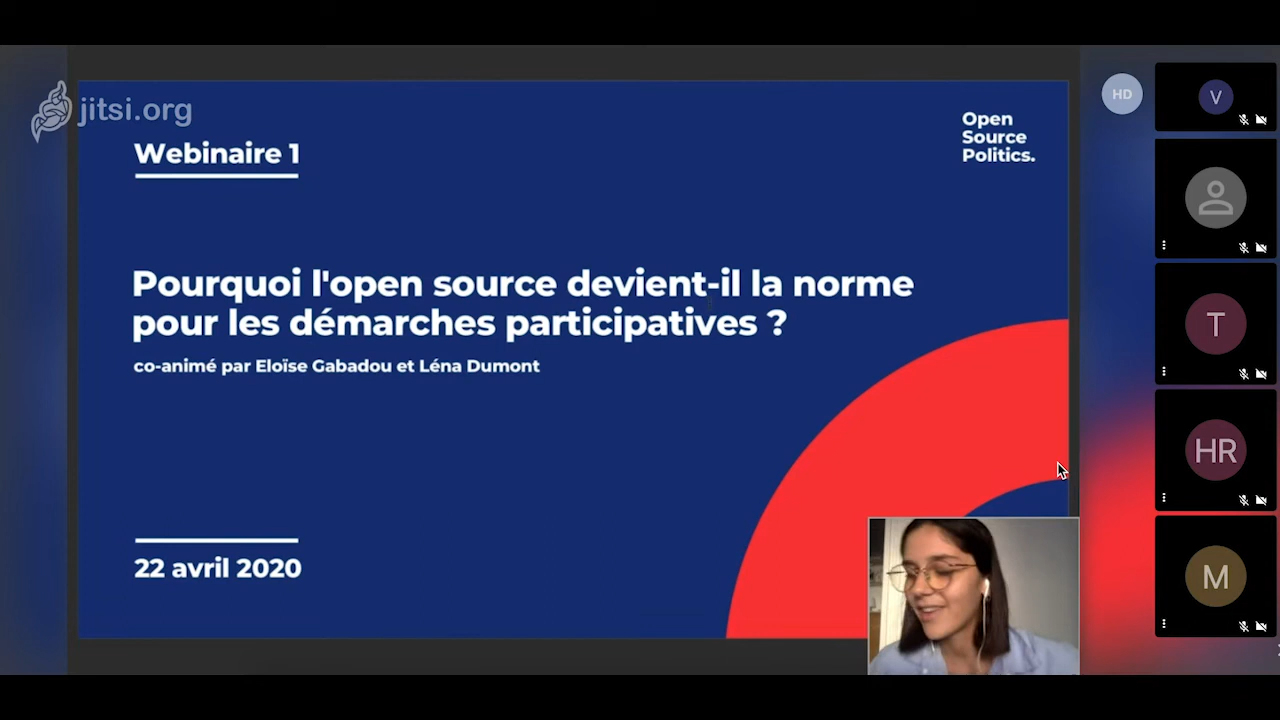 jitsi.org
Webinaire 1
Open
Source
Politics.
Pourquoi l'open source devient-il la norme
pour les démarches participatives ?
co-animé par Eloïse Gabadou et Léna Dumont
22 avril 2020
HD
V
T
HR
M